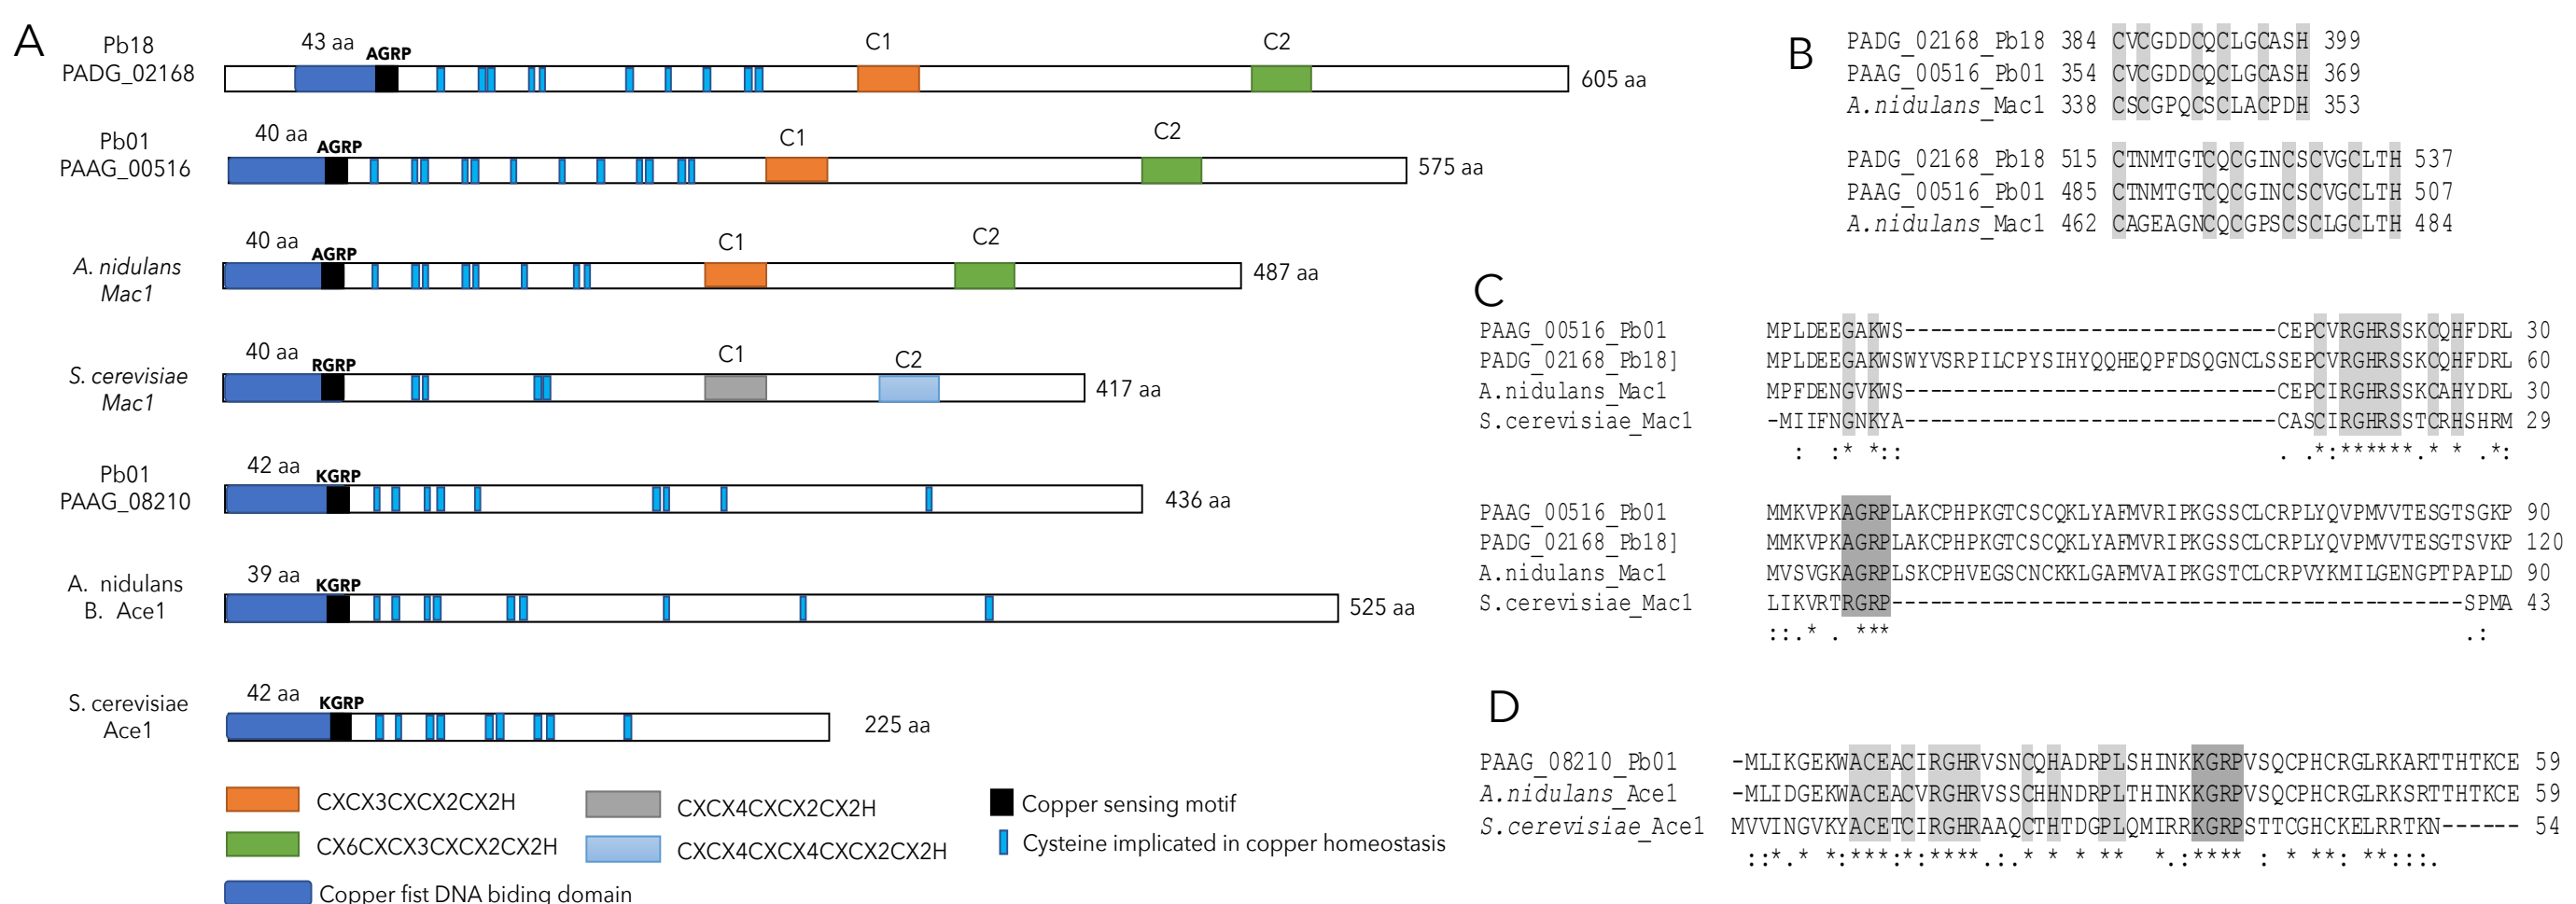 A
Pb18
PADG_02168
43 aa
AGRP
C1
C2
605 aa
Pb01
PAAG_00516
40 aa
AGRP
C1
C2
575 aa
A. nidulans
Mac1
40 aa
AGRP
C1
C2
487 aa
S. cerevisiae
Mac1
40 aa
RGRP
C1
C2
417 aa
Pb01
PAAG_08210
42 aa
KGRP
436 aa
A. nidulans
B. Ace1
39 aa
KGRP
525 aa
S. cerevisiae
Ace1
42 aa
KGRP
225 aa
CXCX3CXCX2CX2H
CX6CXCX3CXCX2CX2H
Copper fist DNA biding domain
CXCX4CXCX2CX2H
CXCX4CXCX4CXCX2CX2H
Copper sensing motif
Cysteine implicated in copper homeostasis
B
PADG_02168_Pb18 384 CVCGDDCQCLGCASH 399
PAAG_00516_Pb01 354 CVCGDDCQCLGCASH 369
A.nidulans_Mac1 338 CSCGPQCSCLACPDH 353
PADG_02168_Pb18 515 CTNMTGTCQCGINCSCVGCLTH 537
PAAG_00516_Pb01 485 CTNMTGTCQCGINCSCVGCLTH 507
A.nidulans_Mac1 462 CAGEAGNCQCGPSCSCLGCLTH 484
C
PAAG_00516_Pb01 MPLDEEGAKWS------------------------------CEPCVRGHRSSKCQHFDRL 30
PADG_02168_Pb18] MPLDEEGAKWSWYVSRPILCPYSIHYQQHEQPFDSQGNCLSSEPCVRGHRSSKCQHFDRL 60
A.nidulans_Mac1 MPFDENGVKWS------------------------------CEPCIRGHRSSKCAHYDRL 30
S.cerevisiae_Mac1 -MIIFNGNKYA------------------------------CASCIRGHRSSTCRHSHRM 29
: :* *:: . .*:******.* * .*:
PAAG_00516_Pb01 MMKVPKAGRPLAKCPHPKGTCSCQKLYAFMVRIPKGSSCLCRPLYQVPMVVTESGTSGKP 90
PADG_02168_Pb18] MMKVPKAGRPLAKCPHPKGTCSCQKLYAFMVRIPKGSSCLCRPLYQVPMVVTESGTSVKP 120
A.nidulans_Mac1 MVSVGKAGRPLSKCPHVEGSCNCKKLGAFMVAIPKGSTCLCRPVYKMILGENGPTPAPLD 90
S.cerevisiae_Mac1 LIKVRTRGRP----------------------------------------------SPMA 43
::.* . *** .:
D
PAAG_08210_Pb01 -MLIKGEKWACEACIRGHRVSNCQHADRPLSHINKKGRPVSQCPHCRGLRKARTTHTKCE 59
A.nidulans_Ace1 -MLIDGEKWACEACVRGHRVSSCHHNDRPLTHINKKGRPVSQCPHCRGLRKSRTTHTKCE 59
S.cerevisiae_Ace1 MVVINGVKYACETCIRGHRAAQCTHTDGPLQMIRRKGRPSTTCGHCKELRRTKN------ 54
::*.* *:***:*:****.:.* * * ** *.:**** : * **: **:::.